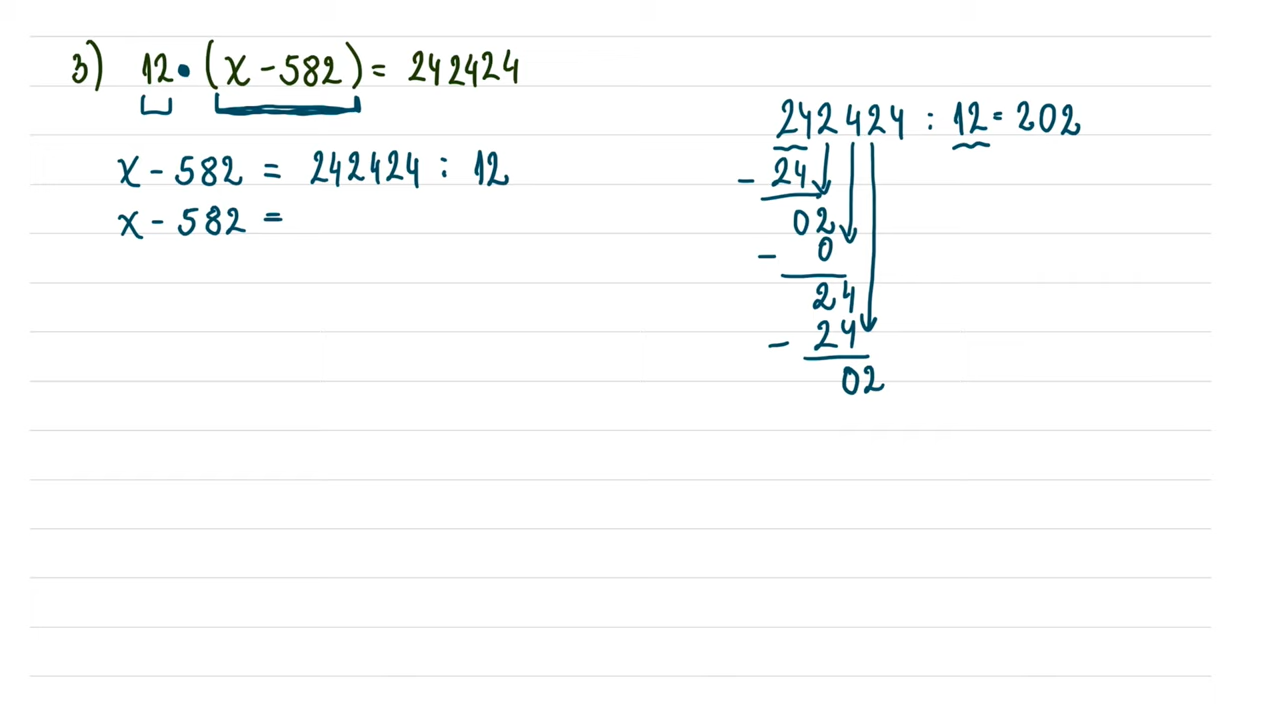 3) 12 • (x - 582) = 242424
x - 582 = 242424 : 12
x - 582 =
242424 : 12 = 202
- 24
02
- 0
24
- 24
02